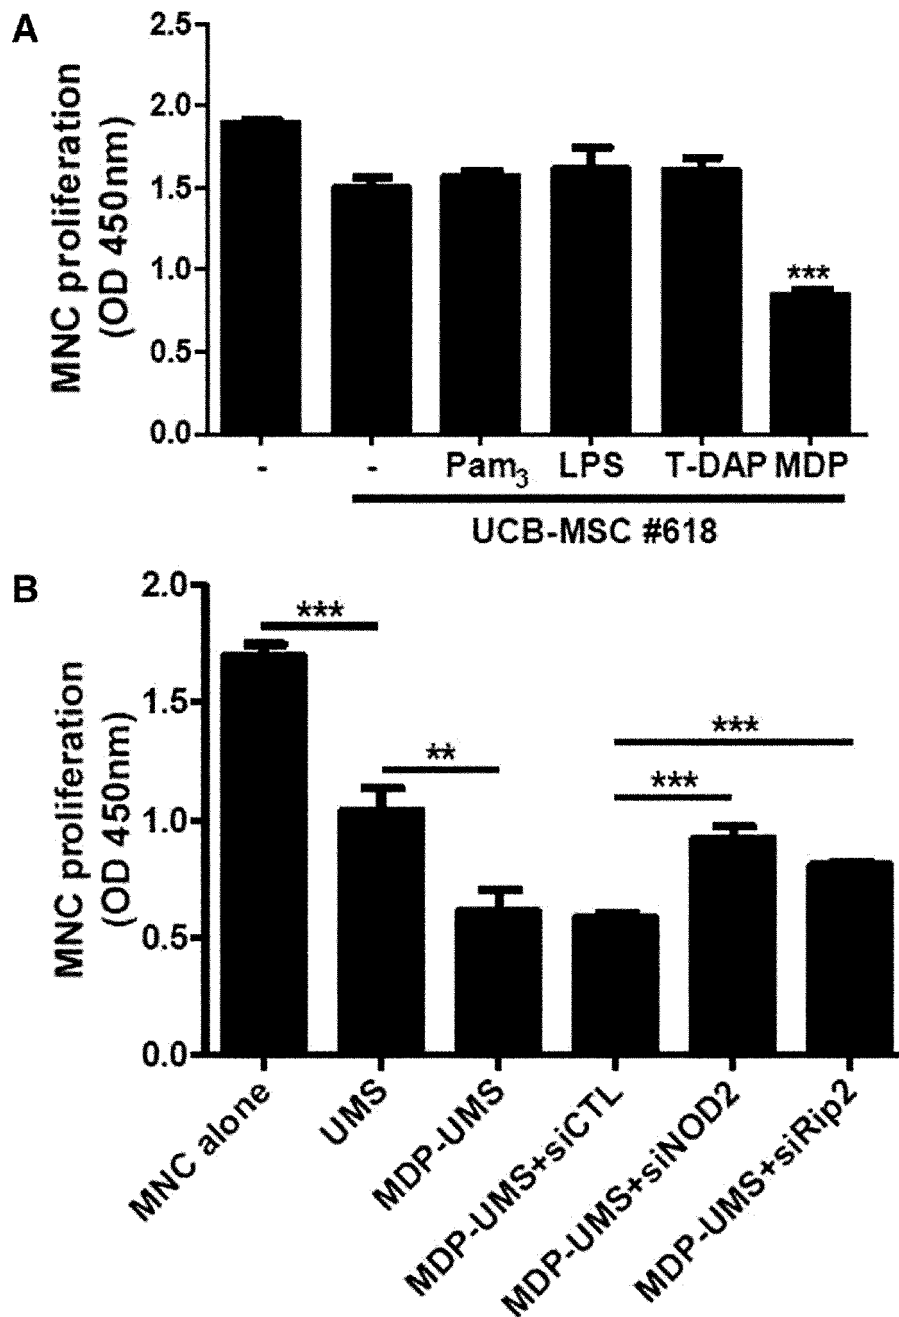 A
MNC proliferation
(OD 450nm)
2.5
2.0
1.5
1.0
0.5
0.0
***
- - Pam3 LPS T-DAP MDP
UCB-MSC #618
B
MNC proliferation
(OD 450nm)
2.0
1.5
1.0
0.5
0.0
***
**
***
***
MNC alone
UMS
MDP-UMS
MDP-UMS+siCTL
MDP-UMS+siNOD2
MDP-UMS+siRip2